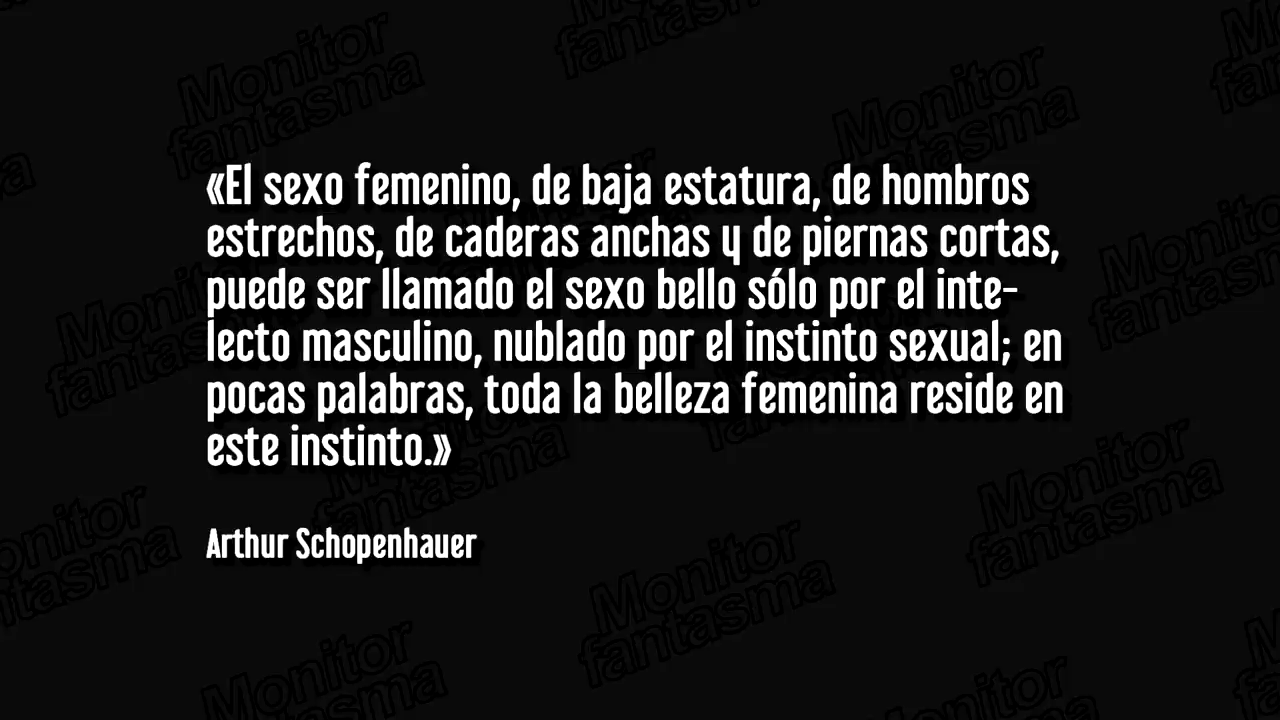 «El sexo femenino, de baja estatura, de hombros
estrechos, de caderas anchas y de piernas cortas,
puede ser llamado el sexo bello sólo por el inte-
lecto masculino, nublado por el instinto sexual; en
pocas palabras, toda la belleza femenina reside en
este instinto.»
Arthur Schopenhauer
Monitor
fantasma